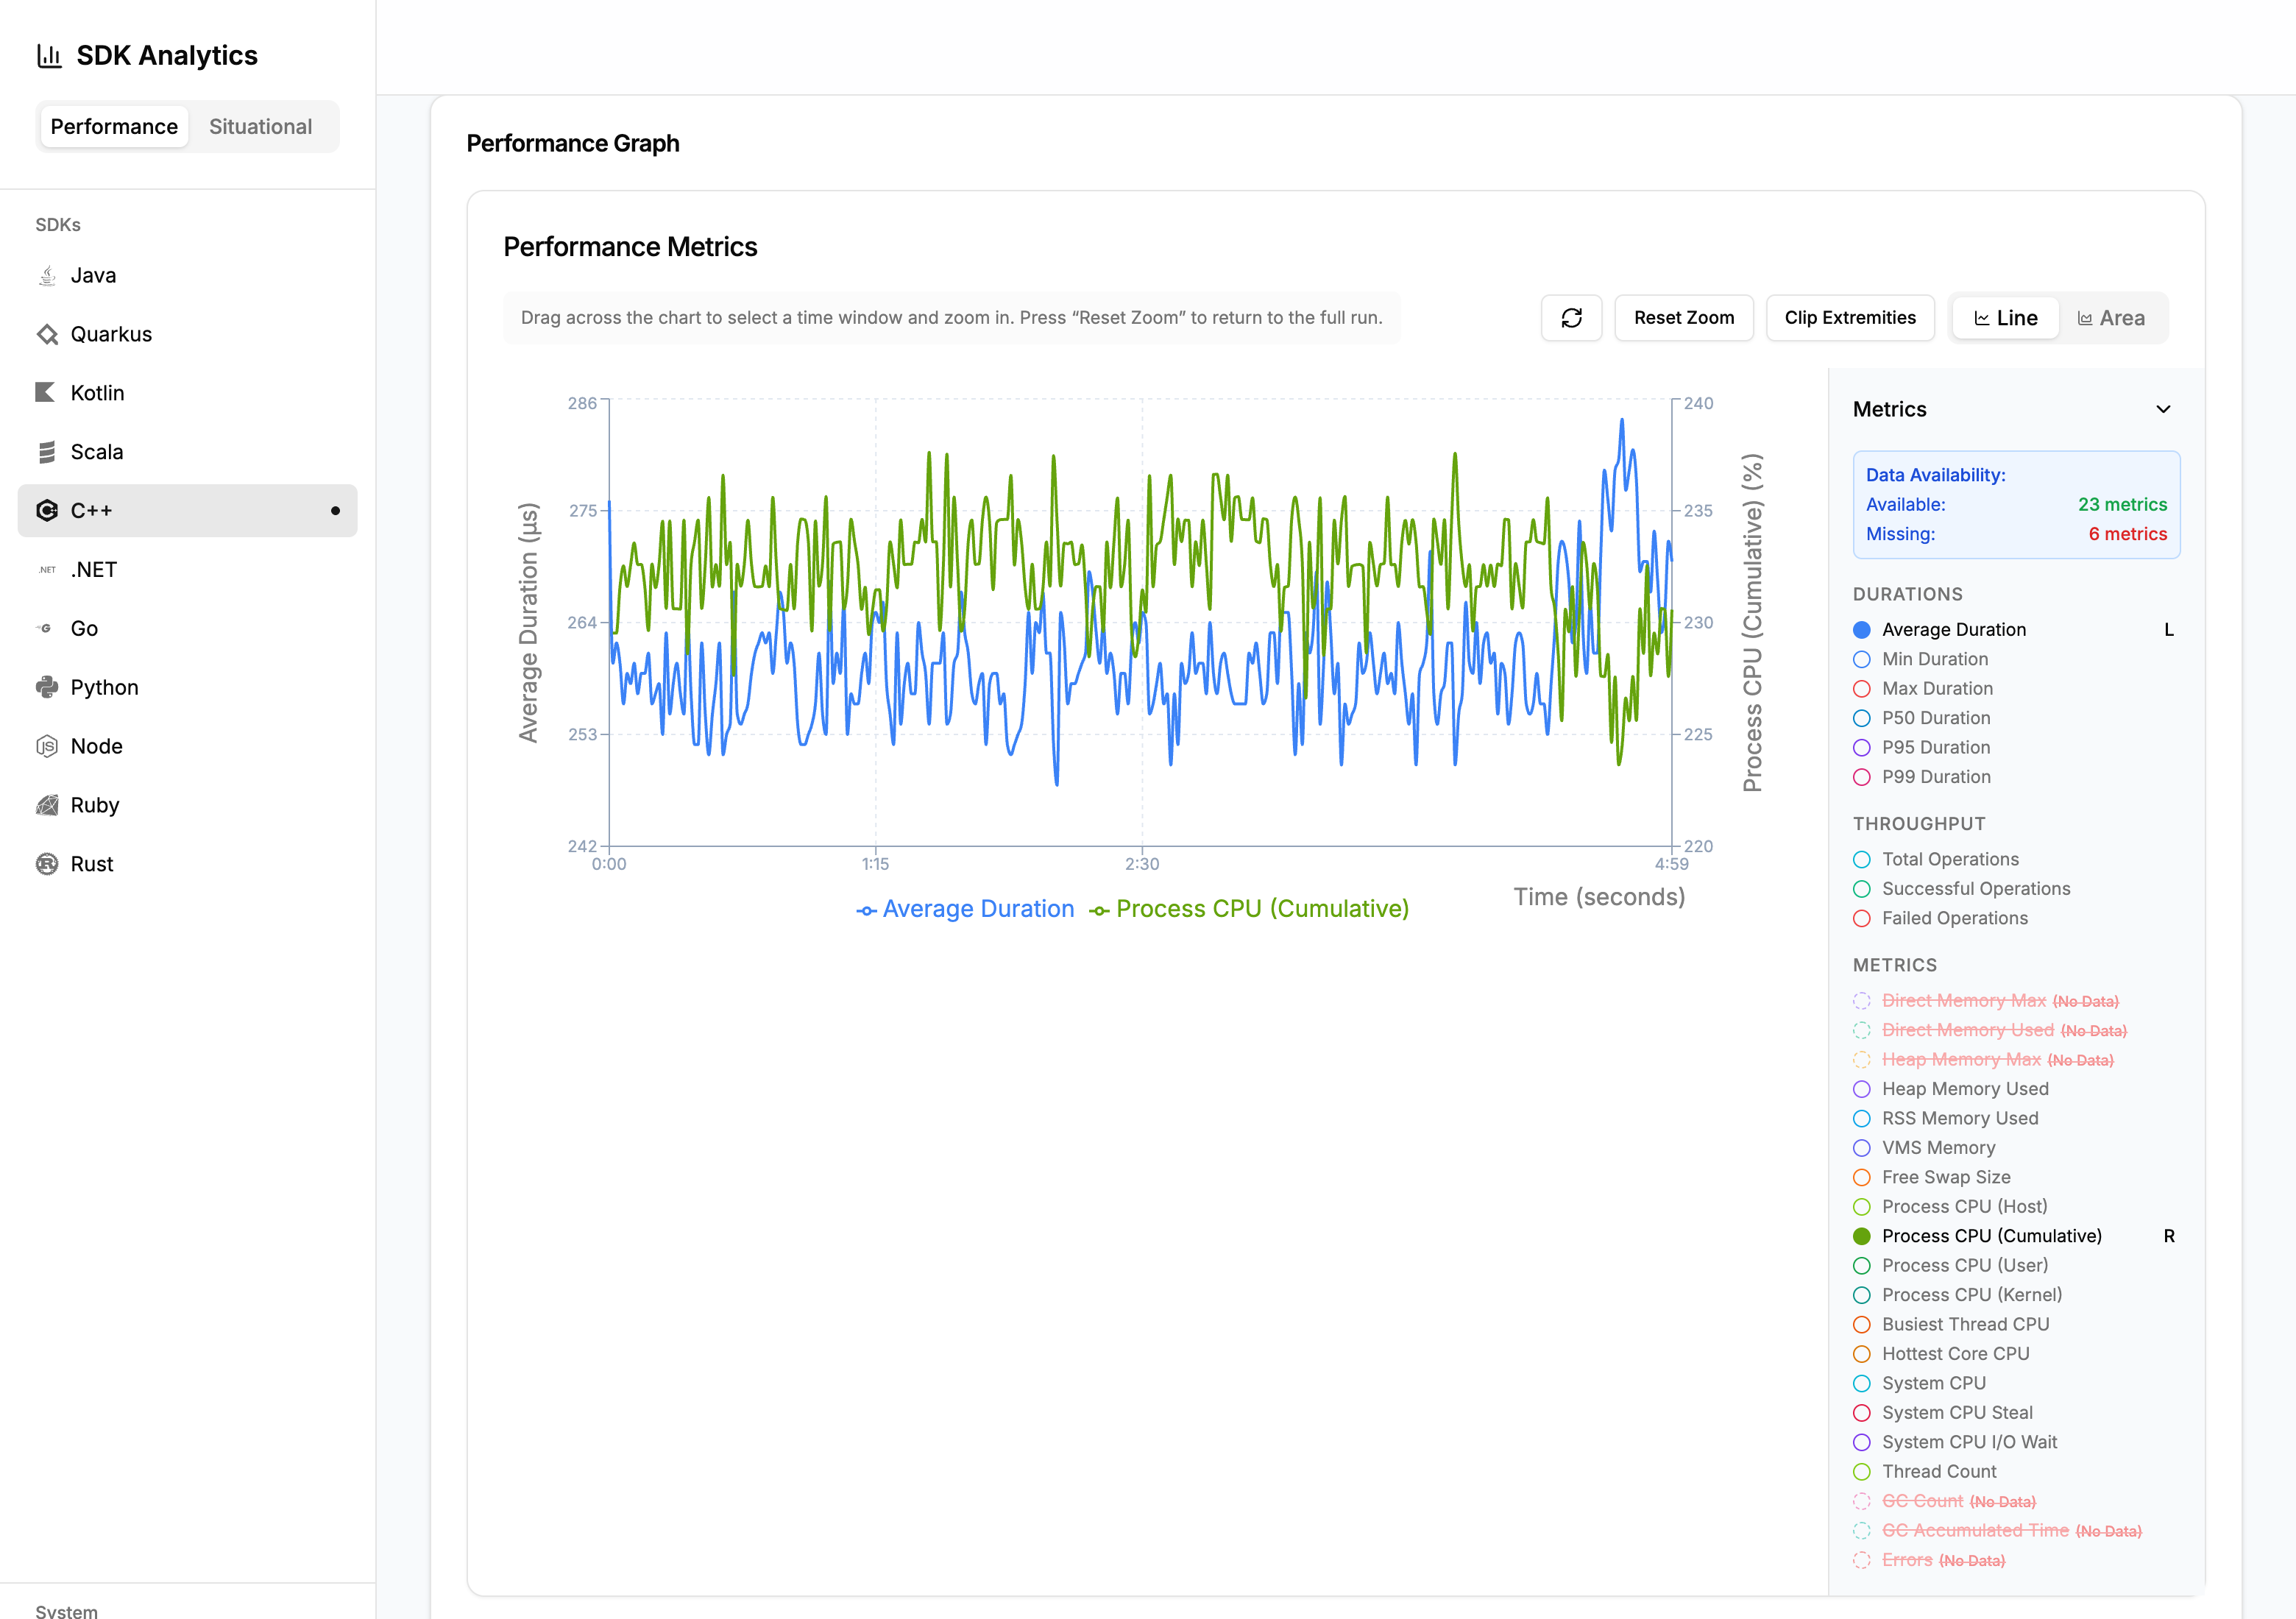 SDK Analytics
Performance Situational
SDKs
Java
Quarkus
Kotlin
Scala
C++
.NET .NET
Go
Python
Node
Ruby
Rust
System
Performance Graph
Performance Metrics
Drag across the chart to select a time window and zoom in. Press “Reset Zoom” to return to the full run.
Reset Zoom
Clip Extremities
Line
Area
Average Duration (µs)
286
275
264
253
242
0:00 1:15 2:30 4:59
240
235
230
225
220
Process CPU (Cumulative) (%)
Time (seconds)
Average Duration Process CPU (Cumulative)
Metrics
Data Availability:
Available: 23 metrics
Missing: 6 metrics
DURATIONS
Average Duration L
Min Duration
Max Duration
P50 Duration
P95 Duration
P99 Duration
THROUGHPUT
Total Operations
Successful Operations
Failed Operations
METRICS
Direct Memory Max (No Data)
Direct Memory Used (No Data)
Heap Memory Max (No Data)
Heap Memory Used
RSS Memory Used
VMS Memory
Free Swap Size
Process CPU (Host)
Process CPU (Cumulative) R
Process CPU (User)
Process CPU (Kernel)
Busiest Thread CPU
Hottest Core CPU
System CPU
System CPU Steal
System CPU I/O Wait
Thread Count
GC Count (No Data)
GC Accumulated Time (No Data)
Errors (No Data)